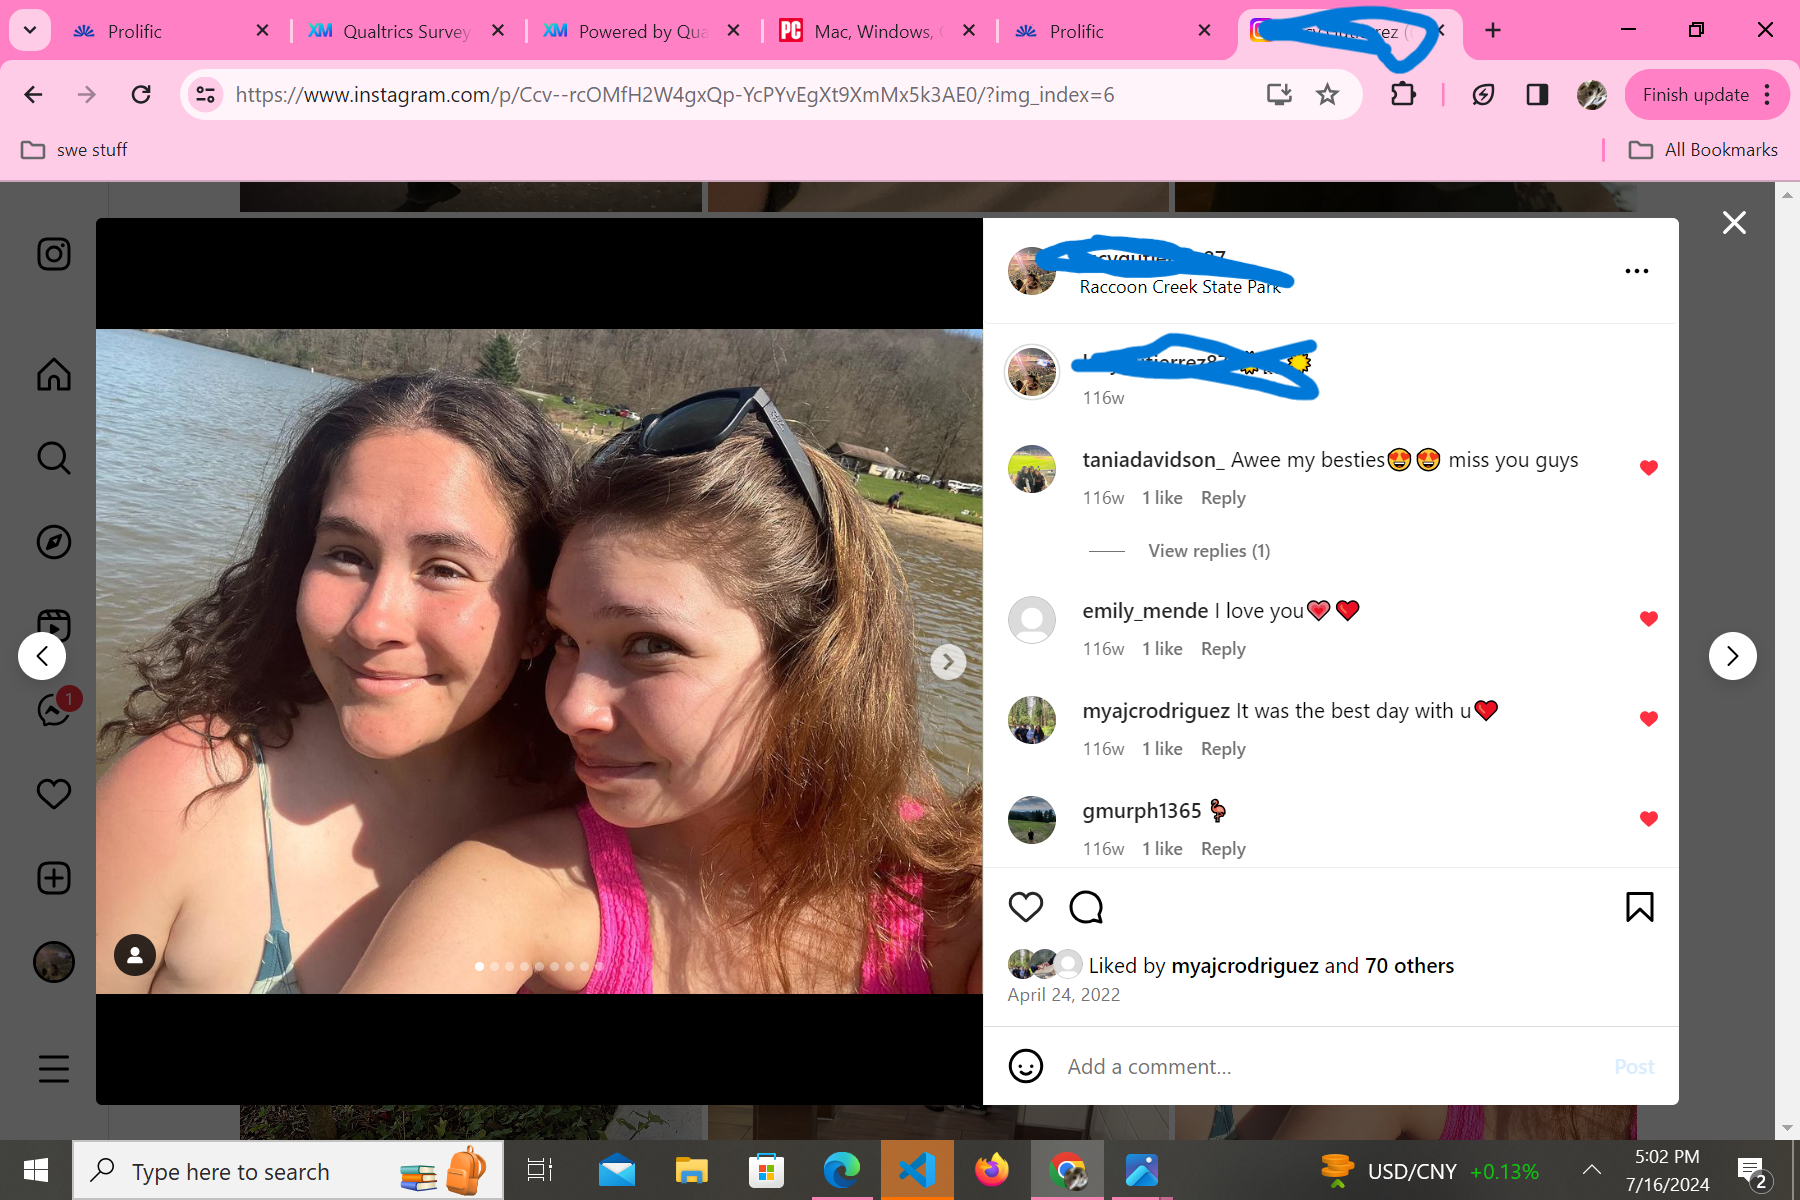 Prolific
Qualtrics Survey
Powered by Qua
Mac, Windows,
Prolific
https://www.instagram.com/p/Ccv--rcOMfH2W4gxQp-YcPYvEgXt9XmMx5k3AE0/?img_index=6
Finish update
swe stuff
All Bookmarks
Raccoon Creek State Park
116w
taniadavidson_ Awee my besties😍😍 miss you guys
116w 1 like Reply
View replies (1)
emily_mende I love you💗❤️
116w 1 like Reply
myajcrodriguez It was the best day with u❤️
116w 1 like Reply
gmurph1365 🦩
116w 1 like Reply
1
Liked by myajcrodriguez and 70 others
April 24, 2022
Add a comment...
Post
Type here to search
USD/CNY +0.13%
5:02 PM
7/16/2024
2